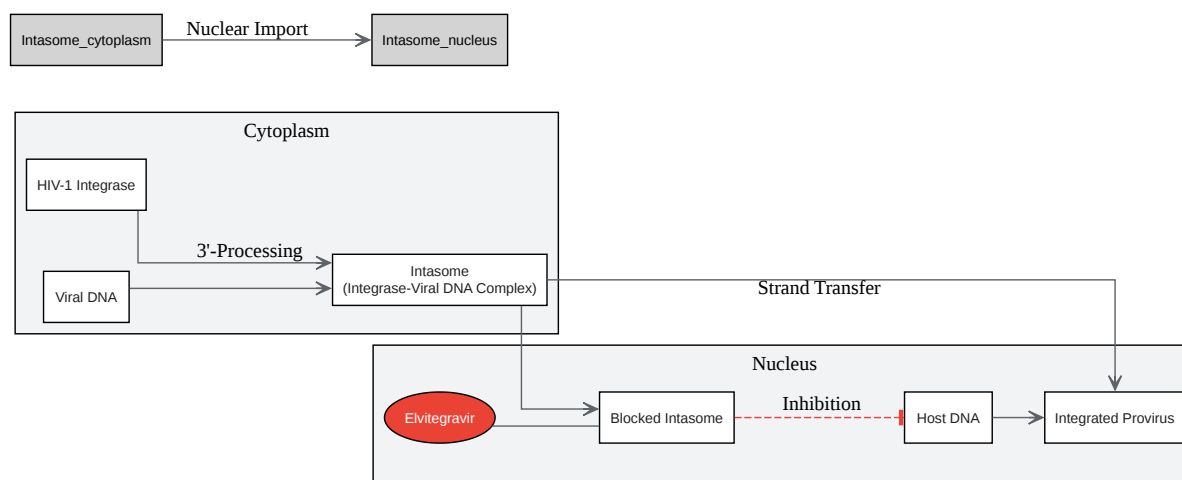 Intasome_cytoplasm
Nuclear Import
Intasome_nucleus
Cytoplasm
HIV-1 Integrase
3'-Processing
Viral DNA
Intasome
(Integrase-Viral DNA Complex)
Strand Transfer
Nucleus
Elvitegravir
Blocked Intasome
Inhibition
Host DNA
Integrated Provirus